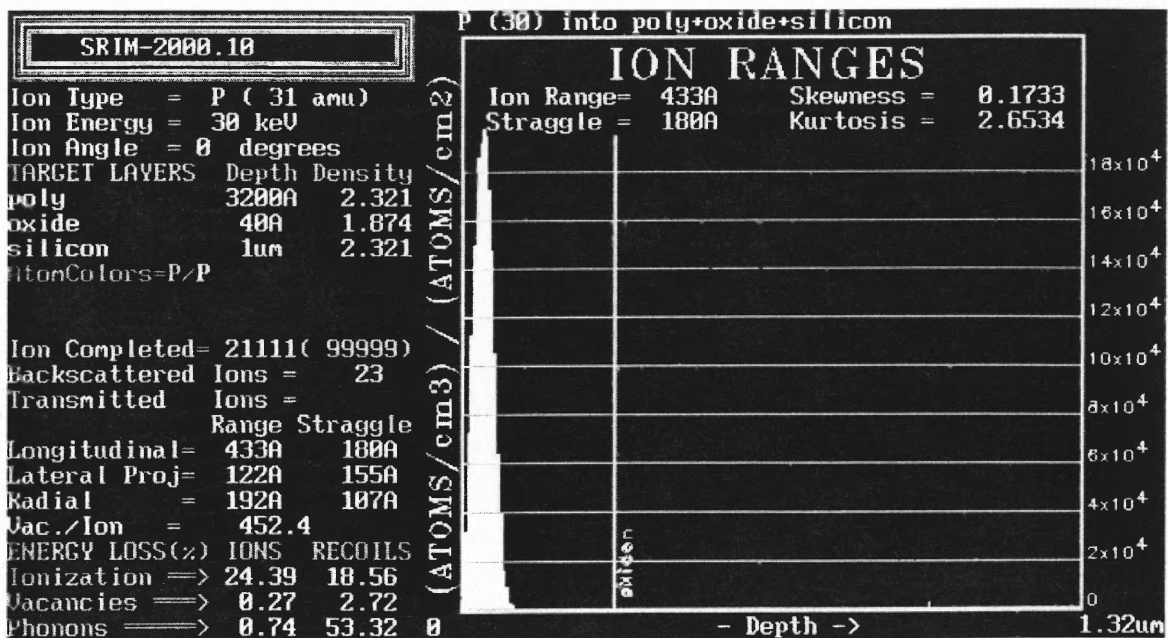 SRIM-2000.10
Ion Type = P ( 31 amu)
Ion Energy = 30 keV
Ion Angle = 0 degrees
TARGET LAYERS Depth Density
poly 3200A 2.321
oxide 40A 1.874
silicon 1um 2.321
AtomColors=P/P
Ion Completed= 21111( 99999)
Backscattered Ions = 23
Transmitted Ions =
Range Straggle
Longitudinal= 433A 180A
Lateral Proj= 122A 155A
Radial = 192A 107A
Vac./Ion = 452.4
ENERGY LOSS(%) IONS RECOILS
Ionization ==> 24.39 18.56
Vacancies ==> 0.27 2.72
Phonons ==> 0.74 53.32
P (30) into poly+oxide+silicon
ION RANGES
Ion Range= 433A Skewness = 0.1733
Straggle = 180A Kurtosis = 2.6534
(ATOMS/cm3) / (ATOMS/cm2)
18x10⁴
16x10⁴
14x10⁴
12x10⁴
10x10⁴
8x10⁴
6x10⁴
4x10⁴
2x10⁴
0
0 - Depth -> 1.32um